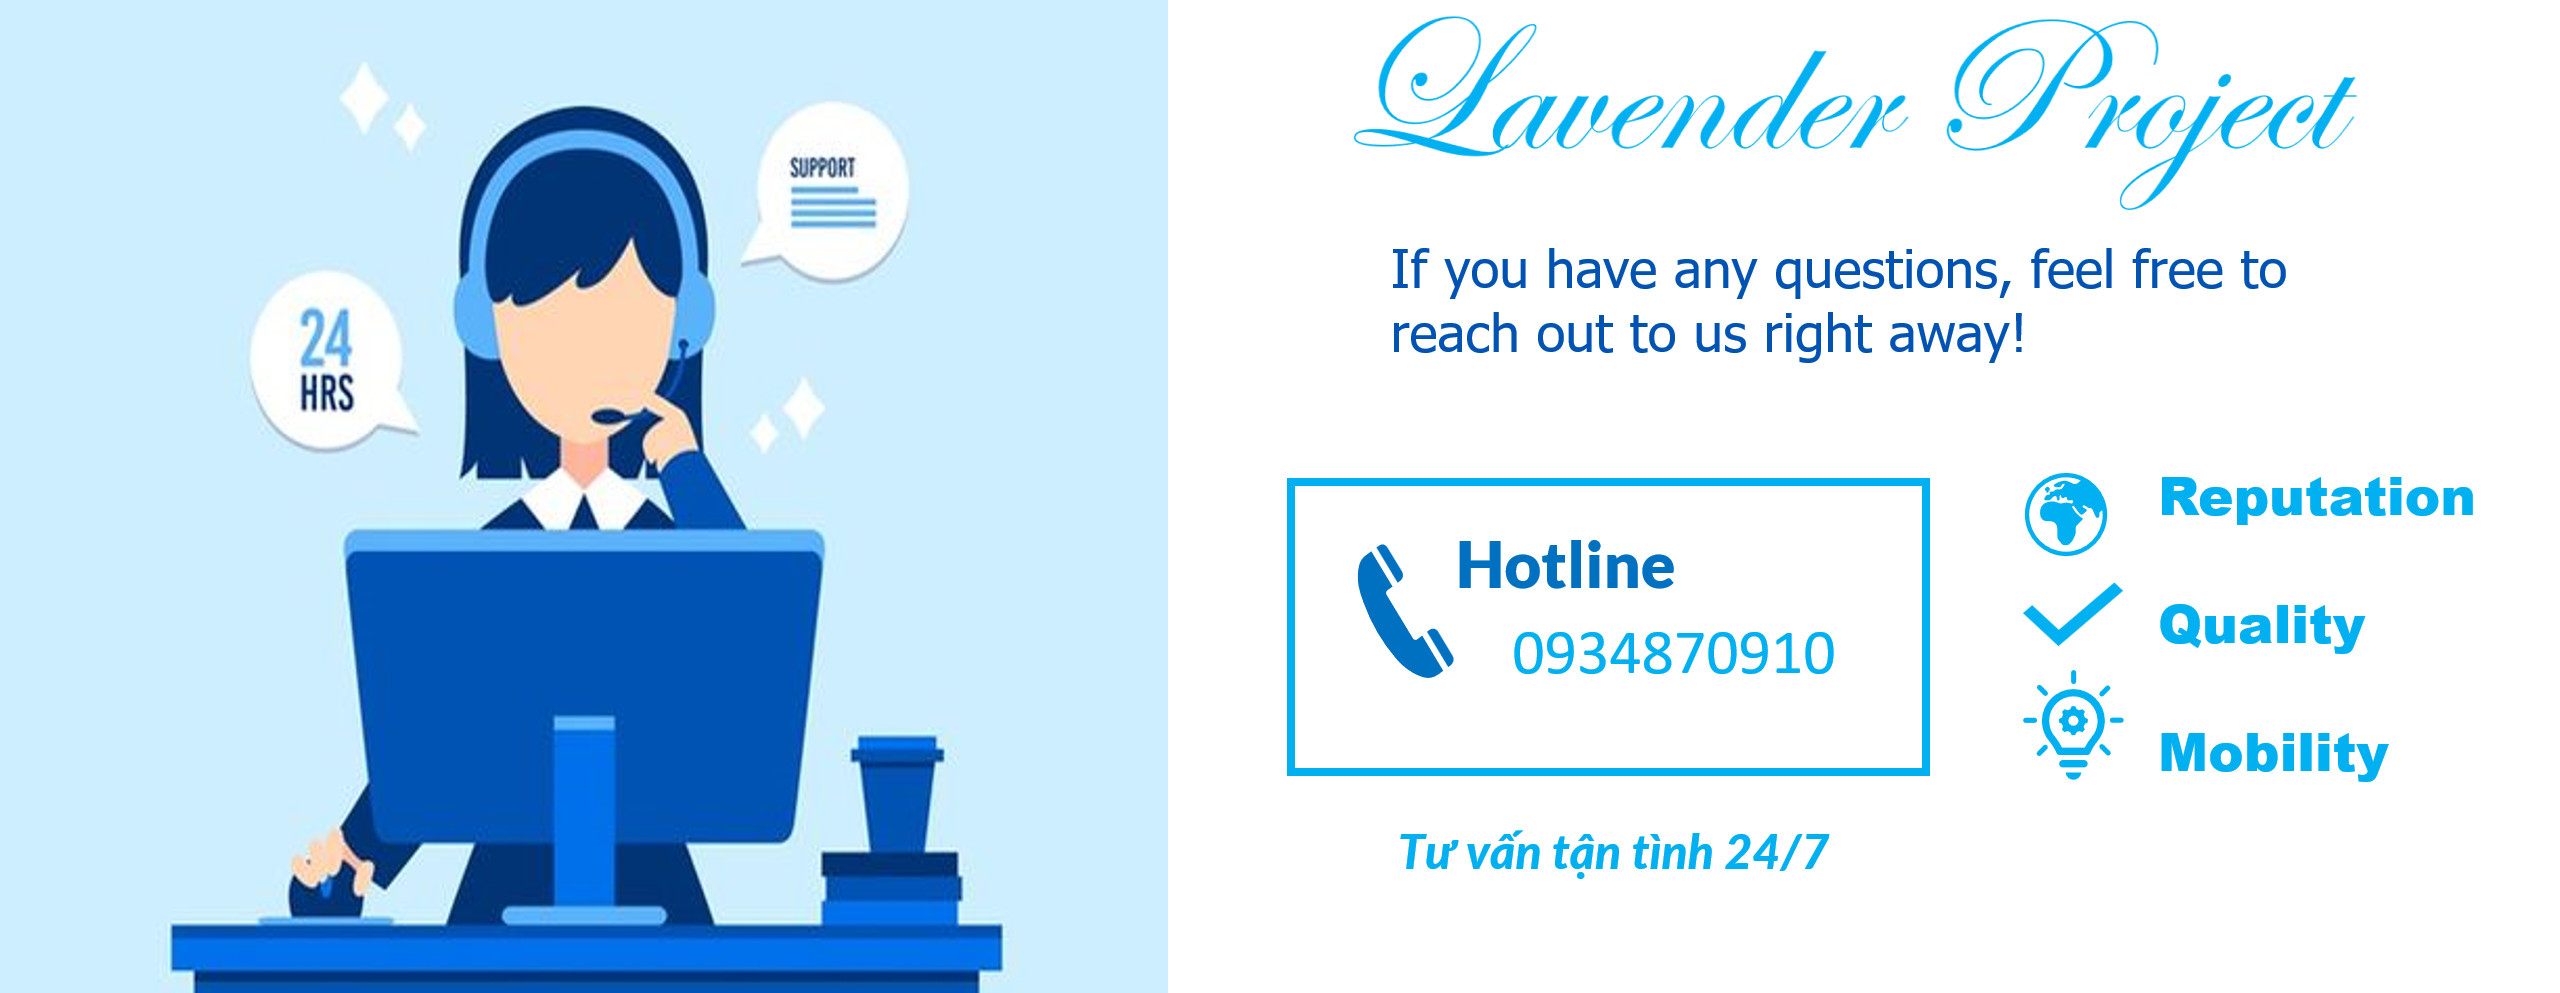 SUPPORT
24
HRS
Lavender Project
If you have any questions, feel free to
reach out to us right away!
Hotline
0934870910
Reputation
Quality
Mobility
Tư vấn tận tình 24/7